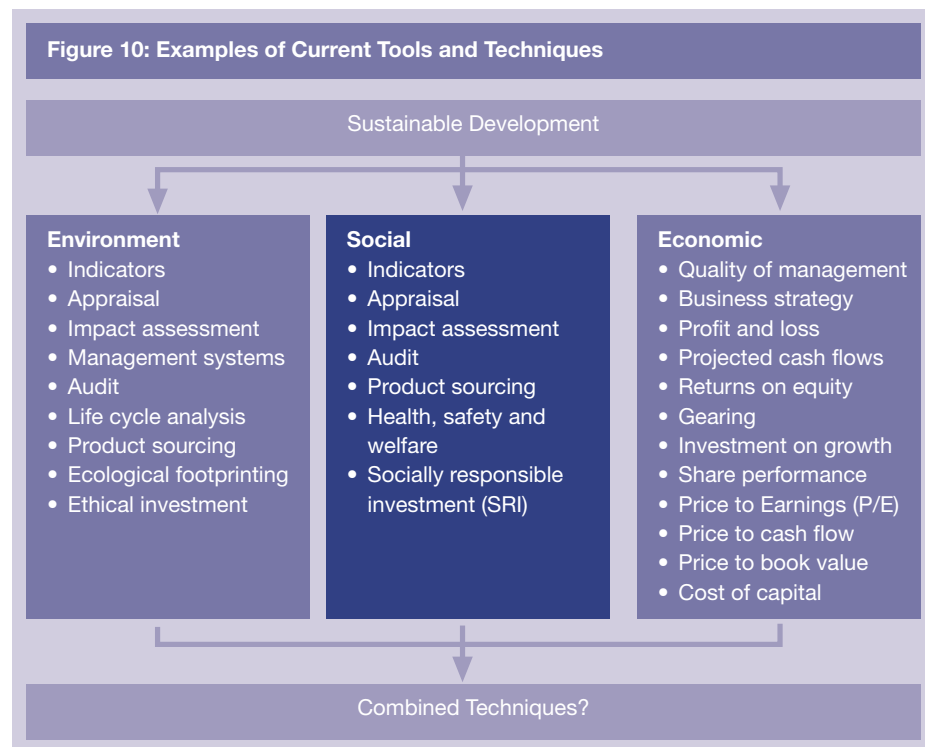 Figure 10: Examples of Current Tools and Techniques
Sustainable Development
Environment
• Indicators
• Appraisal
• Impact assessment
• Management systems
• Audit
• Life cycle analysis
• Product sourcing
• Ecological footprinting
• Ethical investment
Social
• Indicators
• Appraisal
• Impact assessment
• Audit
• Product sourcing
• Health, safety and
welfare
• Socially responsible
investment (SRI)
Economic
• Quality of management
• Business strategy
• Profit and loss
• Projected cash flows
• Returns on equity
• Gearing
• Investment on growth
• Share performance
• Price to Earnings (P/E)
• Price to cash flow
• Price to book value
• Cost of capital
Combined Techniques?